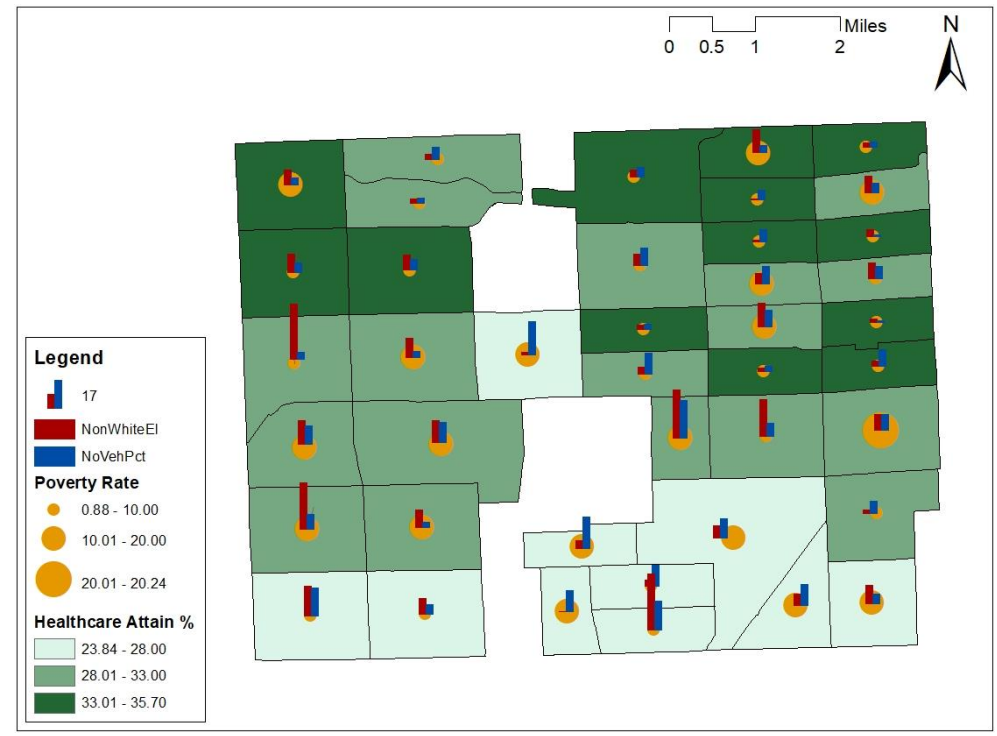 Miles
0 0.5 1 2
N
Legend
17
NonWhiteEl
NoVehPct
Poverty Rate
0.88 - 10.00
10.01 - 20.00
20.01 - 20.24
Healthcare Attain %
23.84 - 28.00
28.01 - 33.00
33.01 - 35.70